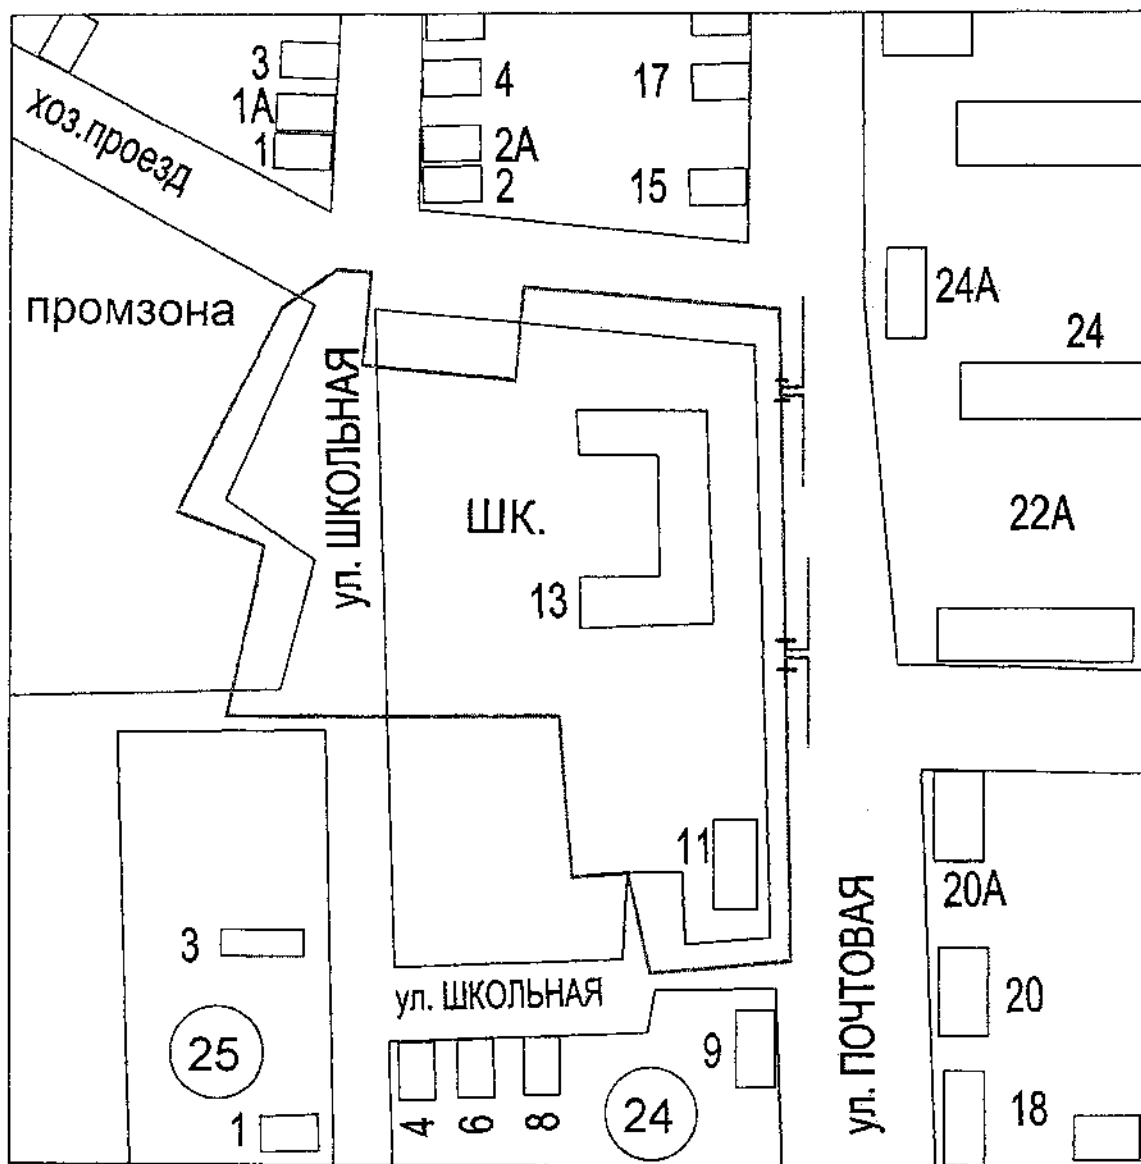 3
4
17
1А
хоз.проезд
1
2А
2
15
промзона
24А
24
ул. ШКОЛЬНАЯ
ШК.
22А
13
11
20А
3
ул. ШКОЛЬНАЯ
ул. ПОЧТОВАЯ
20
25
9
1
4
6
8
24
18